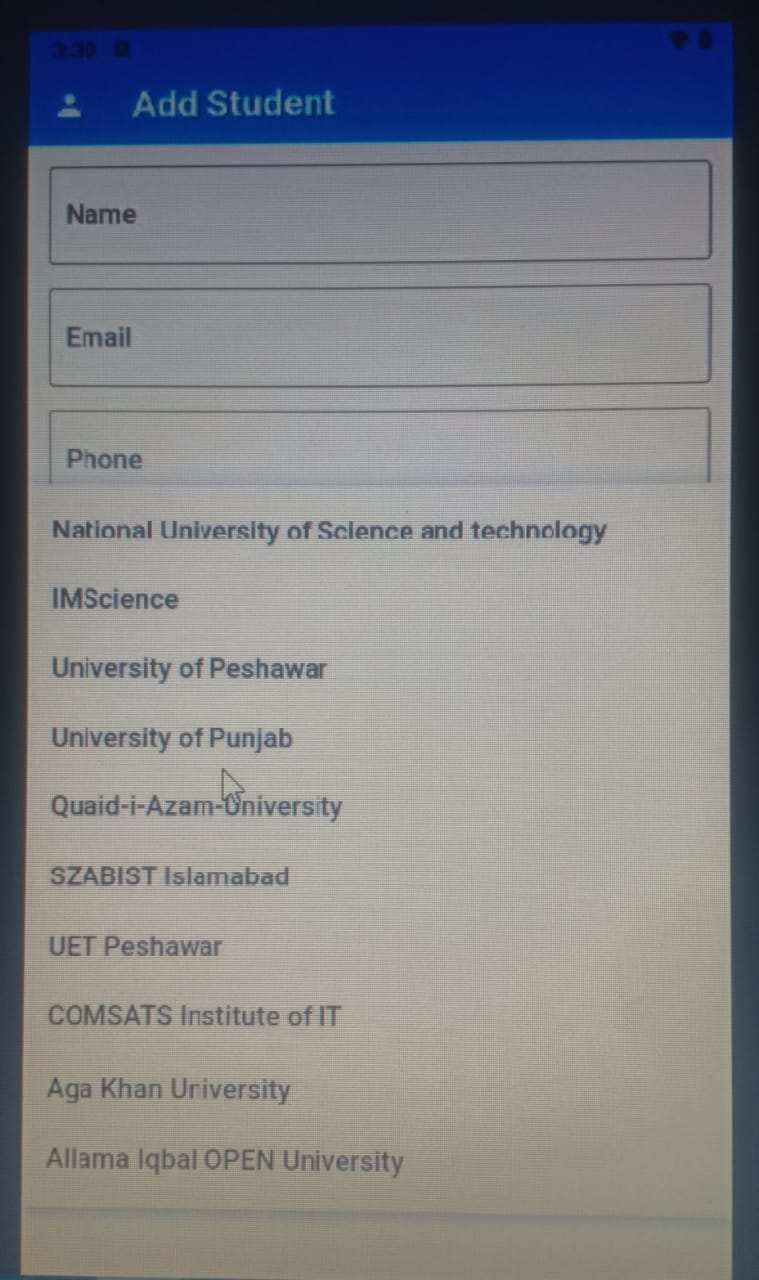 3:39
Add Student
Name
Email
Phone
National University of Science and technology
IMScience
University of Peshawar
University of Punjab
Quaid-i-Azam-University
SZABIST Islamabad
UET Peshawar
COMSATS Institute of IT
Aga Khan University
Allama Iqbal OPEN University